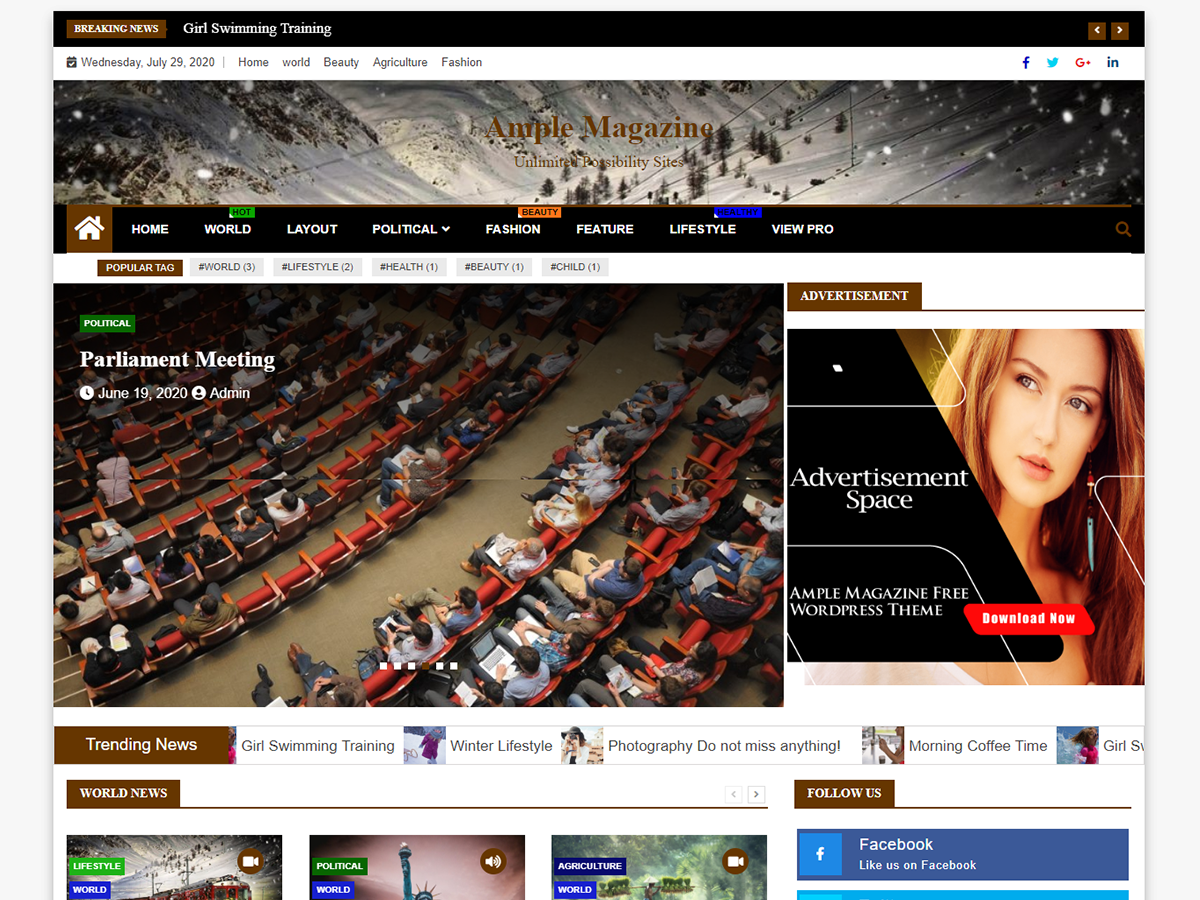 BREAKING NEWS Girl Swimming Training
Wednesday, July 29, 2020 | Home world Beauty Agriculture Fashion
G+ in
Ample Magazine
Unlimited Possibility Sites
HOT BEAUTY HEALTHY
HOME WORLD LAYOUT POLITICAL FASHION FEATURE LIFESTYLE VIEW PRO
POPULAR TAG #WORLD (3) #LIFESTYLE (2) #HEALTH (1) #BEAUTY (1) #CHILD (1)
POLITICAL
Parliament Meeting
June 19, 2020 Admin
ADVERTISEMENT
Advertisement
Space
Ample Magazine Free
Wordpress Theme
Download Now
Trending News Girl Swimming Training Winter Lifestyle Photography Do not miss anything! Morning Coffee Time Girl
WORLD NEWS
LIFESTYLE
WORLD
POLITICAL
WORLD
AGRICULTURE
WORLD
FOLLOW US
Facebook
Like us on Facebook